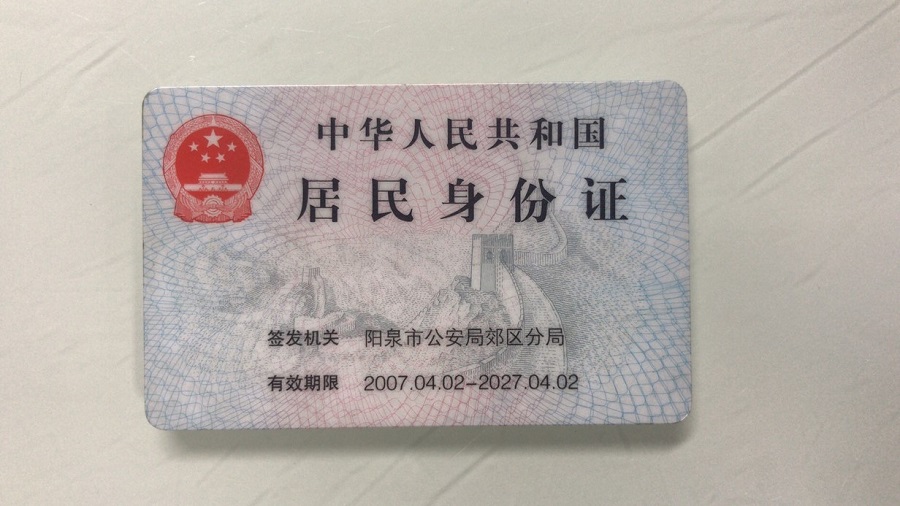 中华人民共和国
居民身份证
签发机关 阳泉市公安局郊区分局
有效期限 2007.04.02-2027.04.02